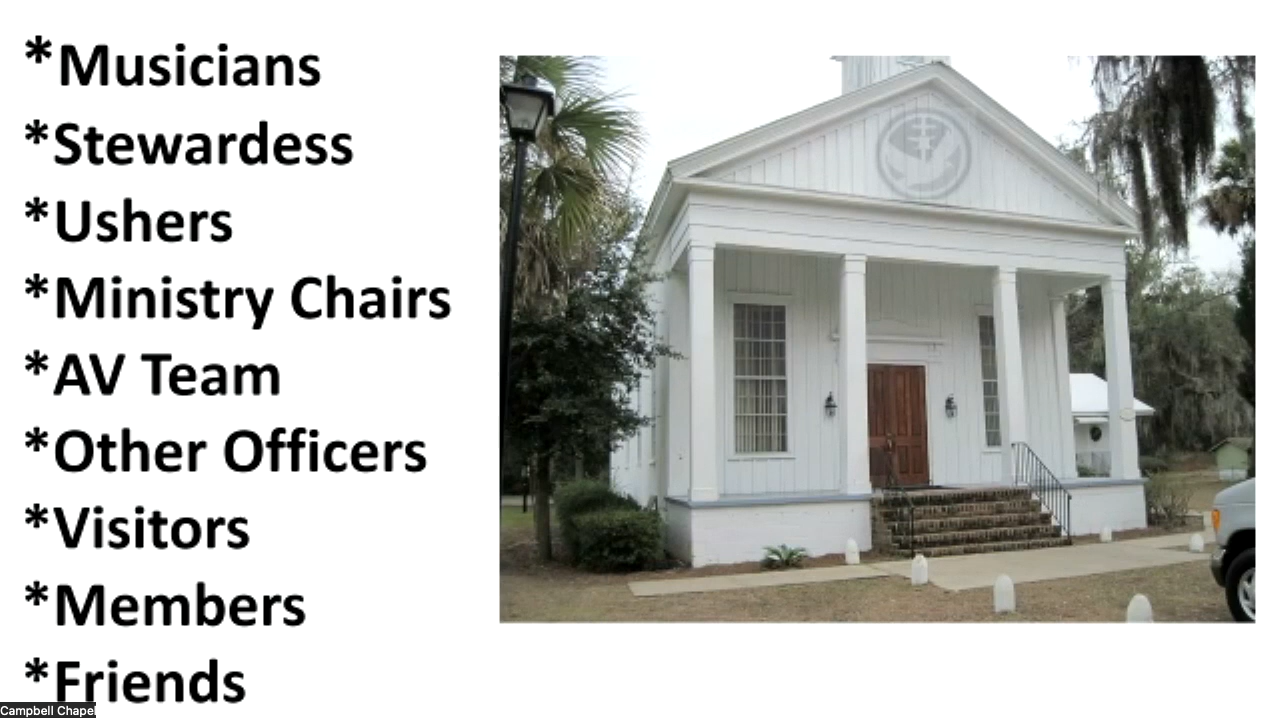 *Musicians
*Stewardess
*Ushers
*Ministry Chairs
*AV Team
*Other Officers
*Visitors
*Members
*Friends
Campbell Chapel